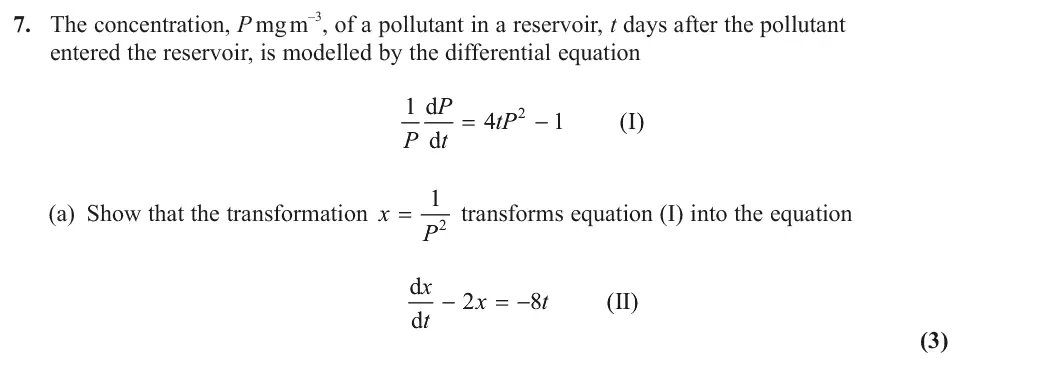 7. The concentration, P mg m⁻³, of a pollutant in a reservoir, t days after the pollutant
entered the reservoir, is modelled by the differential equation
1/P dP/dt = 4tP² − 1 (I)
(a) Show that the transformation x = 1/P² transforms equation (I) into the equation
dx/dt − 2x = −8t (II)
(3)